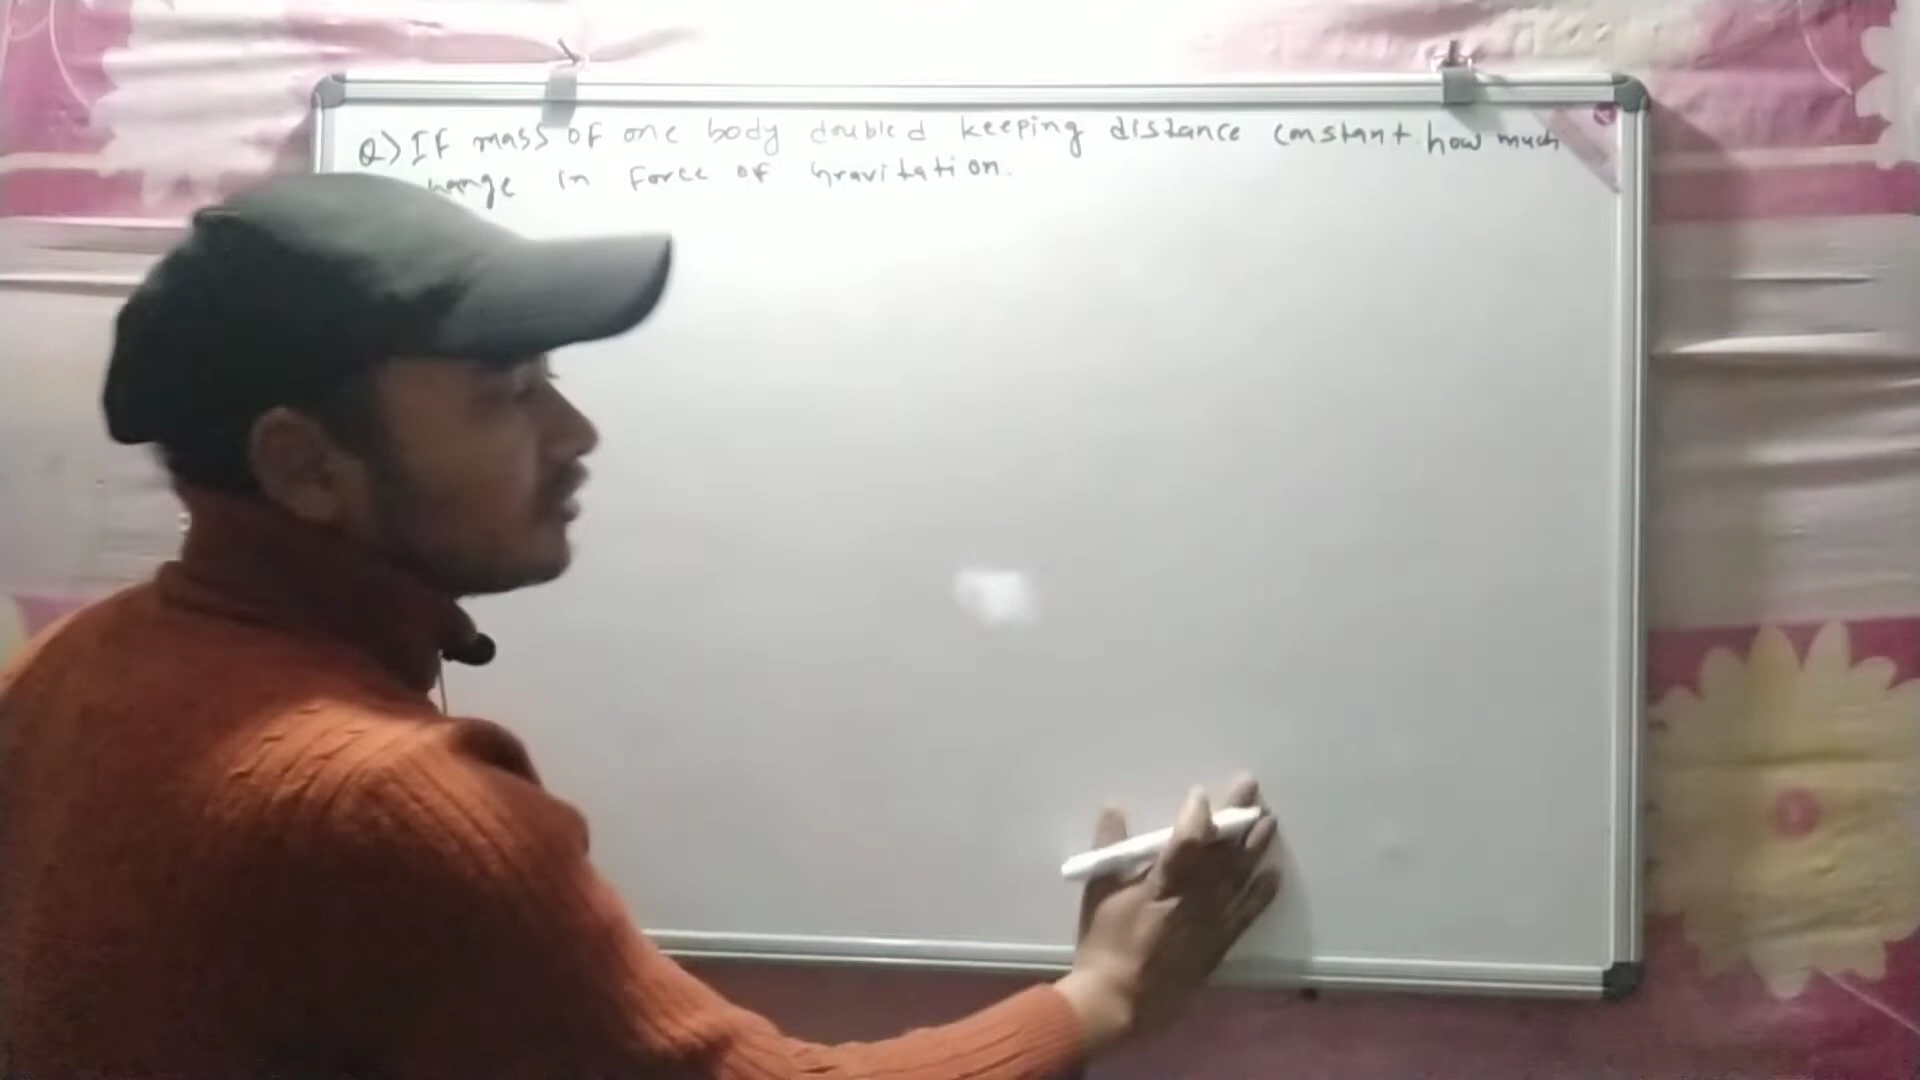 Q) If mass of one body doubled keeping distance constant. how much
hange in Force of Gravitation.